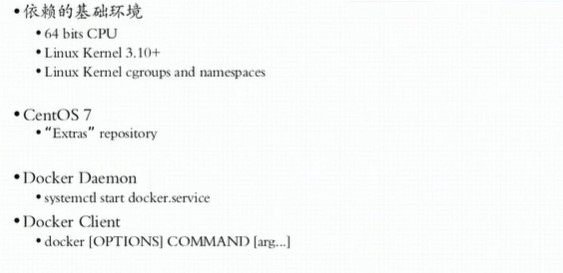 •依赖的基础环境
•64 bits CPU
•Linux Kernel 3.10+
•Linux Kernel cgroups and namespaces
•CentOS 7
•“Extras” repository
•Docker Daemon
•systemctl start docker.service
•Docker Client
•docker [OPTIONS] COMMAND [arg...]